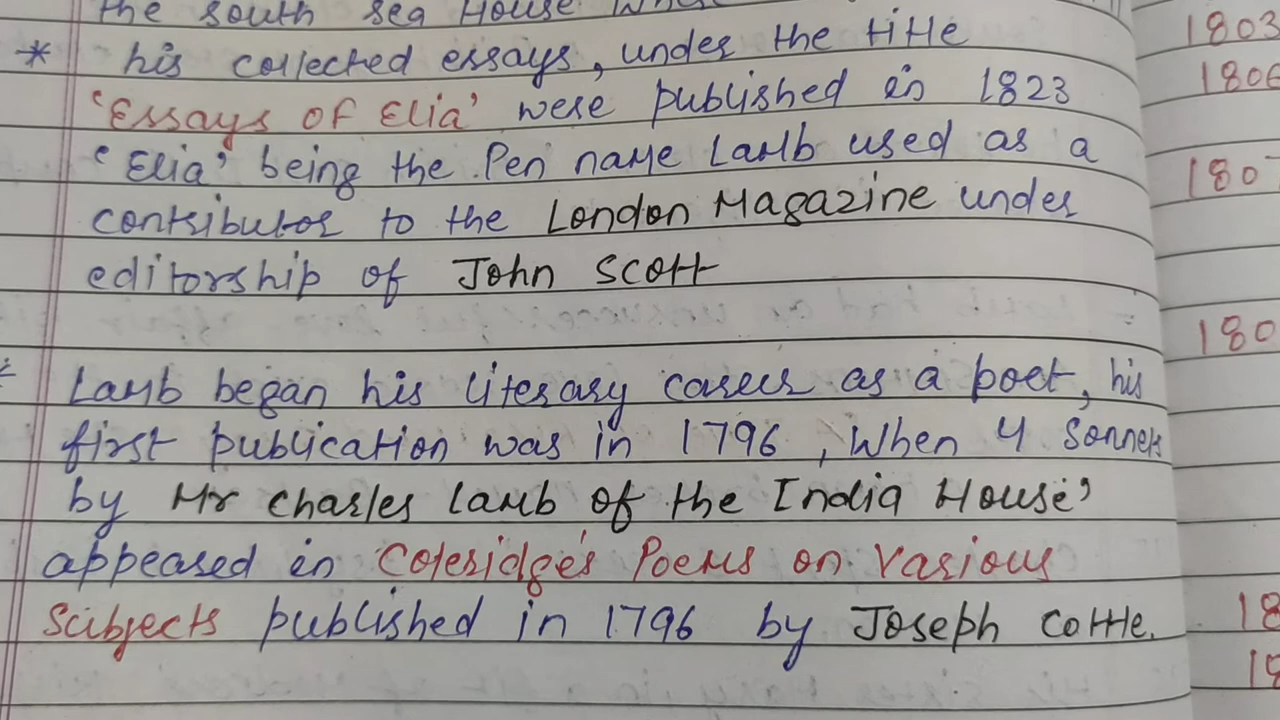 the south sea House
* his collected essays, under the title
'Essays of Elia' were published in 1823
'Elia' being the Pen name Lamb used as a
contributor to the London Magazine under
editorship of John Scott
* Lamb began his literary career as a poet, his
first publication was in 1796, When 4 Sonnets
by Mr Charles Lamb of the India House'
appeared in Coleridge's Poems on Various
Subjects published in 1796 by Joseph Cottle.
1803
1806
180
180
18